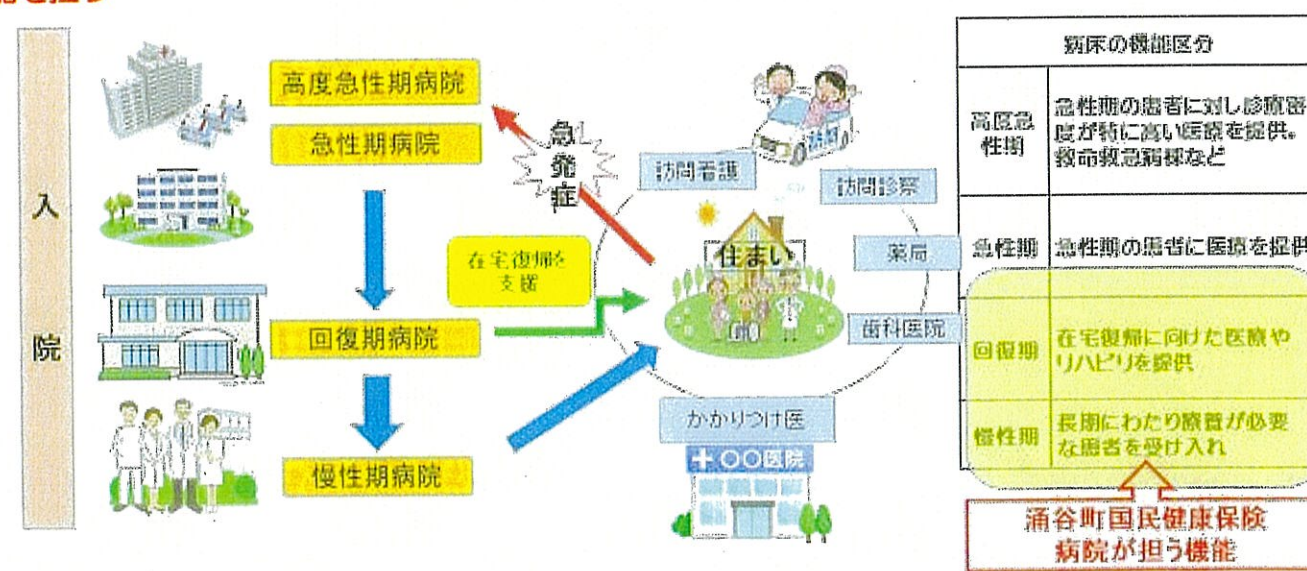 入
院
高度急性期病院
急性期病院
回復期病院
慢性期病院
急
発
症
在宅復帰を
支援
訪問看護
訪問診察
薬局
歯科医院
住まい
かかりつけ医
〇〇医院
病床の機能区分
高度急
性期
急性期の患者に対し診療密
度が特に高い医療を提供。
救命救急病棟など
急性期
急性期の患者に医療を提供
回復期
在宅復帰に向けた医療や
リハビリを提供
慢性期
長期にわたり療養が必要
な患者を受け入れ
涌谷町国民健康保険
病院が担う機能